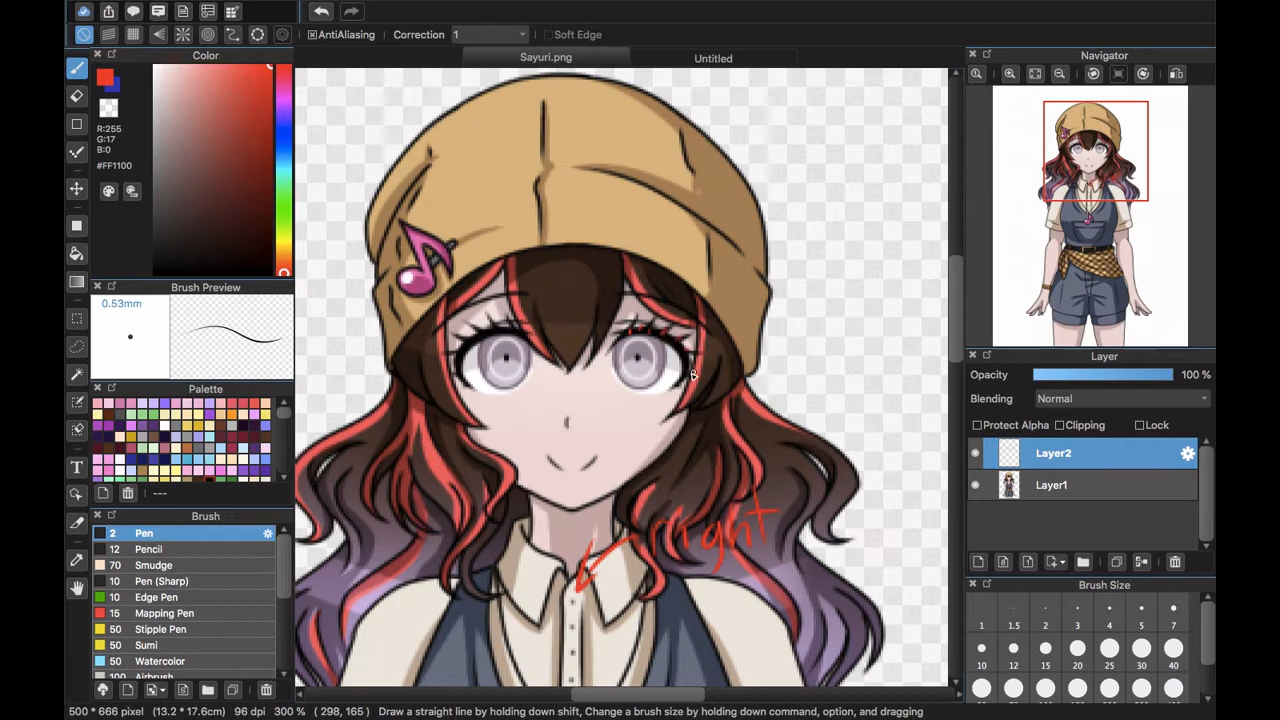 AntiAliasing Correction 1 Soft Edge
Color
Sayuri.png
Untitled
Navigator
R:255
G:17
B:0
#FF1100
Brush Preview
0.53mm
Layer
Opacity 100 %
Blending Normal
Palette
Protect Alpha Clipping Lock
Layer2
Layer1
T
---
right
Brush
2 Pen
12 Pencil
70 Smudge
10 Pen (Sharp)
10 Edge Pen
15 Mapping Pen
50 Stipple Pen
50 Sumi
50 Watercolor
100 Airbrush
Brush Size
1 1.5 2 3 4 5 7
10 12 15 20 25 30 40
500 * 666 pixel (13.2 * 17.6cm) 96 dpi 300 % ( 298, 165) Draw a straight line by holding down shift, Change a brush size by holding down command, option, and dragging